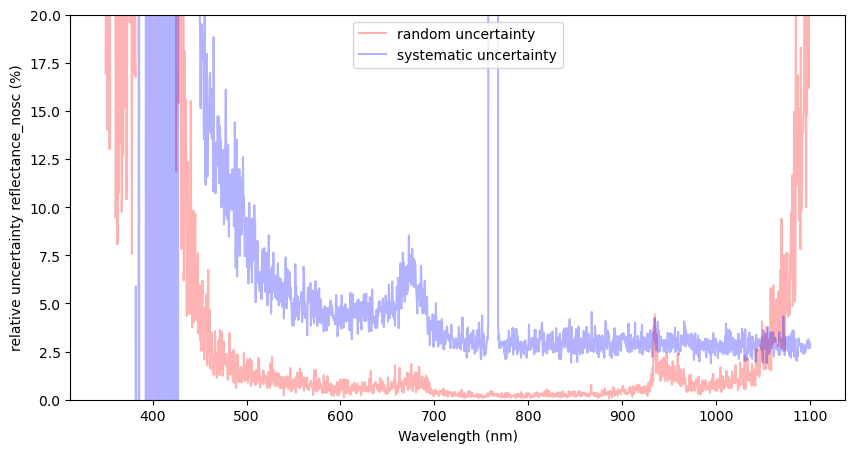 random uncertainty
systematic uncertainty
relative uncertainty reflectance_nosc (%)
20.0
17.5
15.0
12.5
10.0
7.5
5.0
2.5
0.0
400 500 600 700 800 900 1000 1100
Wavelength (nm)